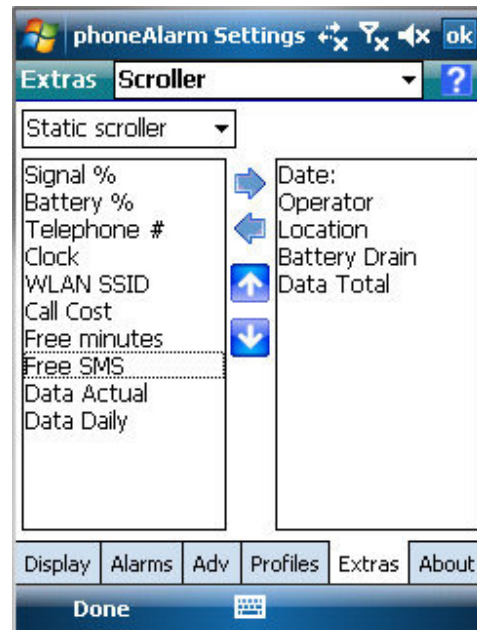 phoneAlarm Settings ok
Extras Scroller ?
Static scroller
Signal %
Battery %
Telephone #
Clock
WLAN SSID
Call Cost
Free minutes
Free SMS
Data Actual
Data Daily
Date:
Operator
Location
Battery Drain
Data Total
Display Alarms Adv Profiles Extras About
Done